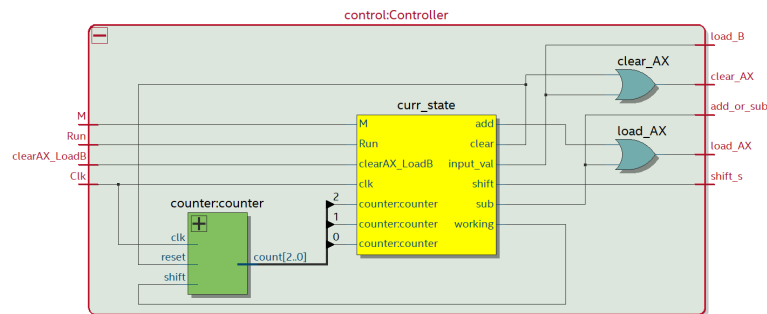 control:Controller
load_B
clear_AX
clear_AX
add_or_sub
curr_state
M
M
add
load_AX
Run
Run
clear
load_AX
clearAX_LoadB
clearAX_LoadB
input_val
Clk
clk
shift
shift_s
counter:counter
2
counter:counter
sub
1
counter:counter
working
clk
0
counter:counter
reset
count[2..0]
shift